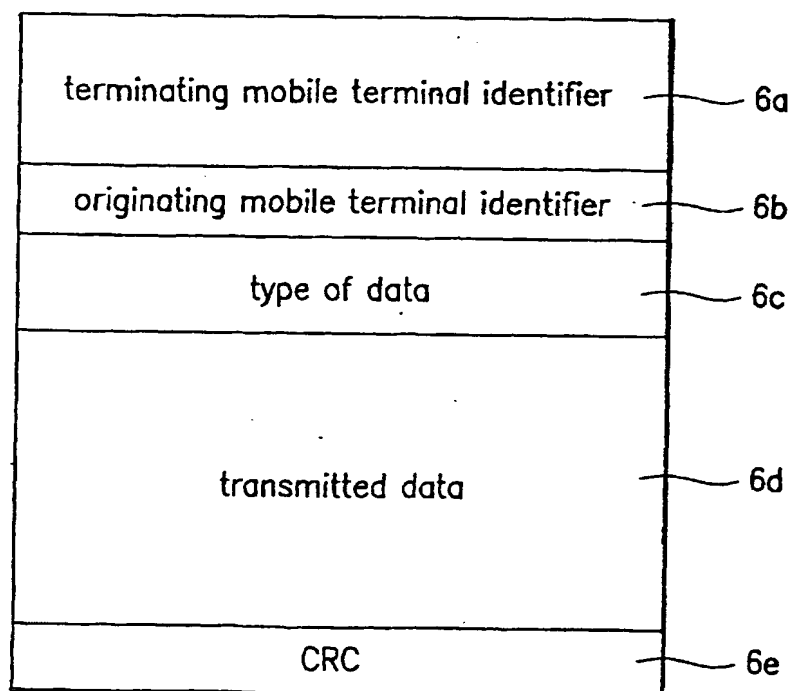 terminating mobile terminal identifier 6a
originating mobile terminal identifier 6b
type of data 6c
transmitted data 6d
CRC 6e